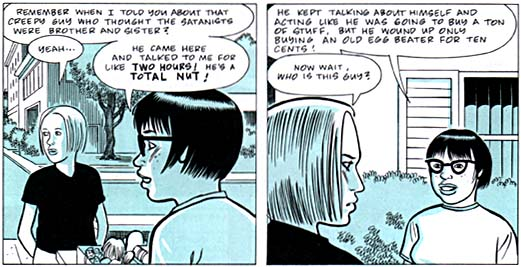 REMEMBER WHEN I TOLD YOU ABOUT THAT
CREEPY GUY WHO THOUGHT THE SATANISTS
WERE BROTHER AND SISTER?
YEAH...
HE CAME HERE
AND TALKED TO ME FOR
LIKE TWO HOURS! HE'S A
TOTAL NUT!
HE KEPT TALKING ABOUT HIMSELF AND
ACTING LIKE HE WAS GOING TO BUY A TON
OF STUFF, BUT HE WOUND UP ONLY
BUYING AN OLD EGG BEATER FOR TEN
CENTS!
NOW WAIT,
WHO IS THIS GUY?